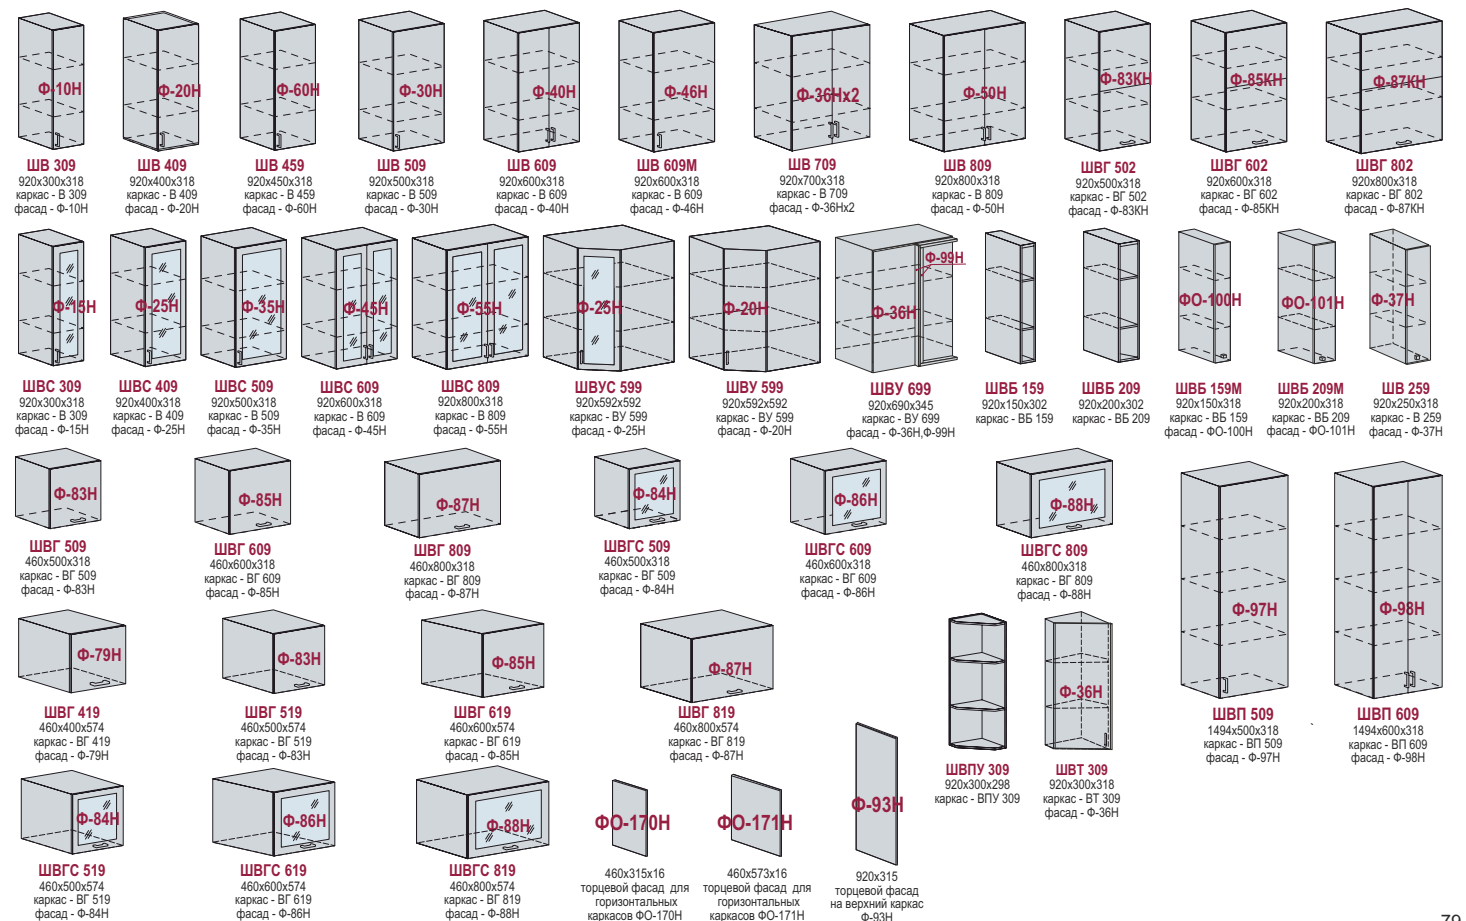 Ф-10Н
ШВ 309
920х300х318
каркас - В 309
фасад - Ф-10Н
Ф-20Н
ШВ 409
920х400х318
каркас - В 409
фасад - Ф-20Н
Ф-60Н
ШВ 459
920х450х318
каркас - В 459
фасад - Ф-60Н
Ф-30Н
ШВ 509
920х500х318
каркас - В 509
фасад - Ф-30Н
Ф-40Н
ШВ 609
920х600х318
каркас - В 609
фасад - Ф-40Н
Ф-46Н
ШВ 609М
920х600х318
каркас - В 609
фасад - Ф-46Н
Ф-36Нх2
ШВ 709
920х700х318
каркас - В 709
фасад - Ф-36Нх2
Ф-50Н
ШВ 809
920х800х318
каркас - В 809
фасад - Ф-50Н
Ф-83КН
ШВГ 502
920х500х318
каркас - ВГ 502
фасад - Ф-83КН
Ф-85КН
ШВГ 602
920х600х318
каркас - ВГ 602
фасад - Ф-85КН
Ф-87КН
ШВГ 802
920х800х318
каркас - ВГ 802
фасад - Ф-87КН
Ф-15Н
ШВС 309
920х300х318
каркас - В 309
фасад - Ф-15Н
Ф-25Н
ШВС 409
920х400х318
каркас - В 409
фасад - Ф-25Н
Ф-35Н
ШВС 509
920х500х318
каркас - В 509
фасад - Ф-35Н
Ф-45Н
ШВС 609
920х600х318
каркас - В 609
фасад - Ф-45Н
Ф-55Н
ШВС 809
920х800х318
каркас - В 809
фасад - Ф-55Н
Ф-25Н
ШВУС 599
920х592х592
каркас - ВУ 599
фасад - Ф-25Н
Ф-20Н
ШВУ 599
920х592х592
каркас - ВУ 599
фасад - Ф-20Н
Ф-99Н
Ф-36Н
ШВУ 699
920х690х345
каркас - ВУ 699
фасад - Ф-36Н,Ф-99Н
ШВБ 159
920х150х302
каркас - ВБ 159
ШВБ 209
920х200х302
каркас - ВБ 209
ФО-100Н
ШВБ 159М
920х150х318
каркас - ВБ 159
фасад - ФО-100Н
ФО-101Н
ШВБ 209М
920х200х318
каркас - ВБ 209
фасад - ФО-101Н
Ф-37Н
ШВ 259
920х250х318
каркас - В 259
фасад - Ф-37Н
Ф-83Н
ШВГ 509
460х500х318
каркас - ВГ 509
фасад - Ф-83Н
Ф-85Н
ШВГ 609
460х600х318
каркас - ВГ 609
фасад - Ф-85Н
Ф-87Н
ШВГ 809
460х800х318
каркас - ВГ 809
фасад - Ф-87Н
Ф-84Н
ШВГС 509
460х500х318
каркас - ВГ 509
фасад - Ф-84Н
Ф-86Н
ШВГС 609
460х600х318
каркас - ВГ 609
фасад - Ф-86Н
Ф-88Н
ШВГС 809
460х800х318
каркас - ВГ 809
фасад - Ф-88Н
Ф-97Н
ШВП 509
1494х500х318
каркас - ВП 509
фасад - Ф-97Н
Ф-98Н
ШВП 609
1494х600х318
каркас - ВП 609
фасад - Ф-98Н
Ф-79Н
ШВГ 419
460х400х574
каркас - ВГ 419
фасад - Ф-79Н
Ф-83Н
ШВГ 519
460х500х574
каркас - ВГ 519
фасад - Ф-83Н
Ф-85Н
ШВГ 619
460х600х574
каркас - ВГ 619
фасад - Ф-85Н
Ф-87Н
ШВГ 819
460х800х574
каркас - ВГ 819
фасад - Ф-87Н
ШВПУ 309
920х300х298
каркас - ВПУ 309
Ф-36Н
ШВТ 309
920х300х318
каркас - ВТ 309
фасад - Ф-36Н
Ф-84Н
ШВГС 519
460х500х574
каркас - ВГ 519
фасад - Ф-84Н
Ф-86Н
ШВГС 619
460х600х574
каркас - ВГ 619
фасад - Ф-86Н
Ф-88Н
ШВГС 819
460х800х574
каркас - ВГ 819
фасад - Ф-88Н
ФО-170Н
460х315х16
торцевой фасад для
горизонтальных
каркасов ФО-170Н
ФО-171Н
460х573х16
торцевой фасад для
горизонтальных
каркасов ФО-171Н
Ф-93Н
920х315
торцевой фасад
на верхний каркас
Ф-93Н
79